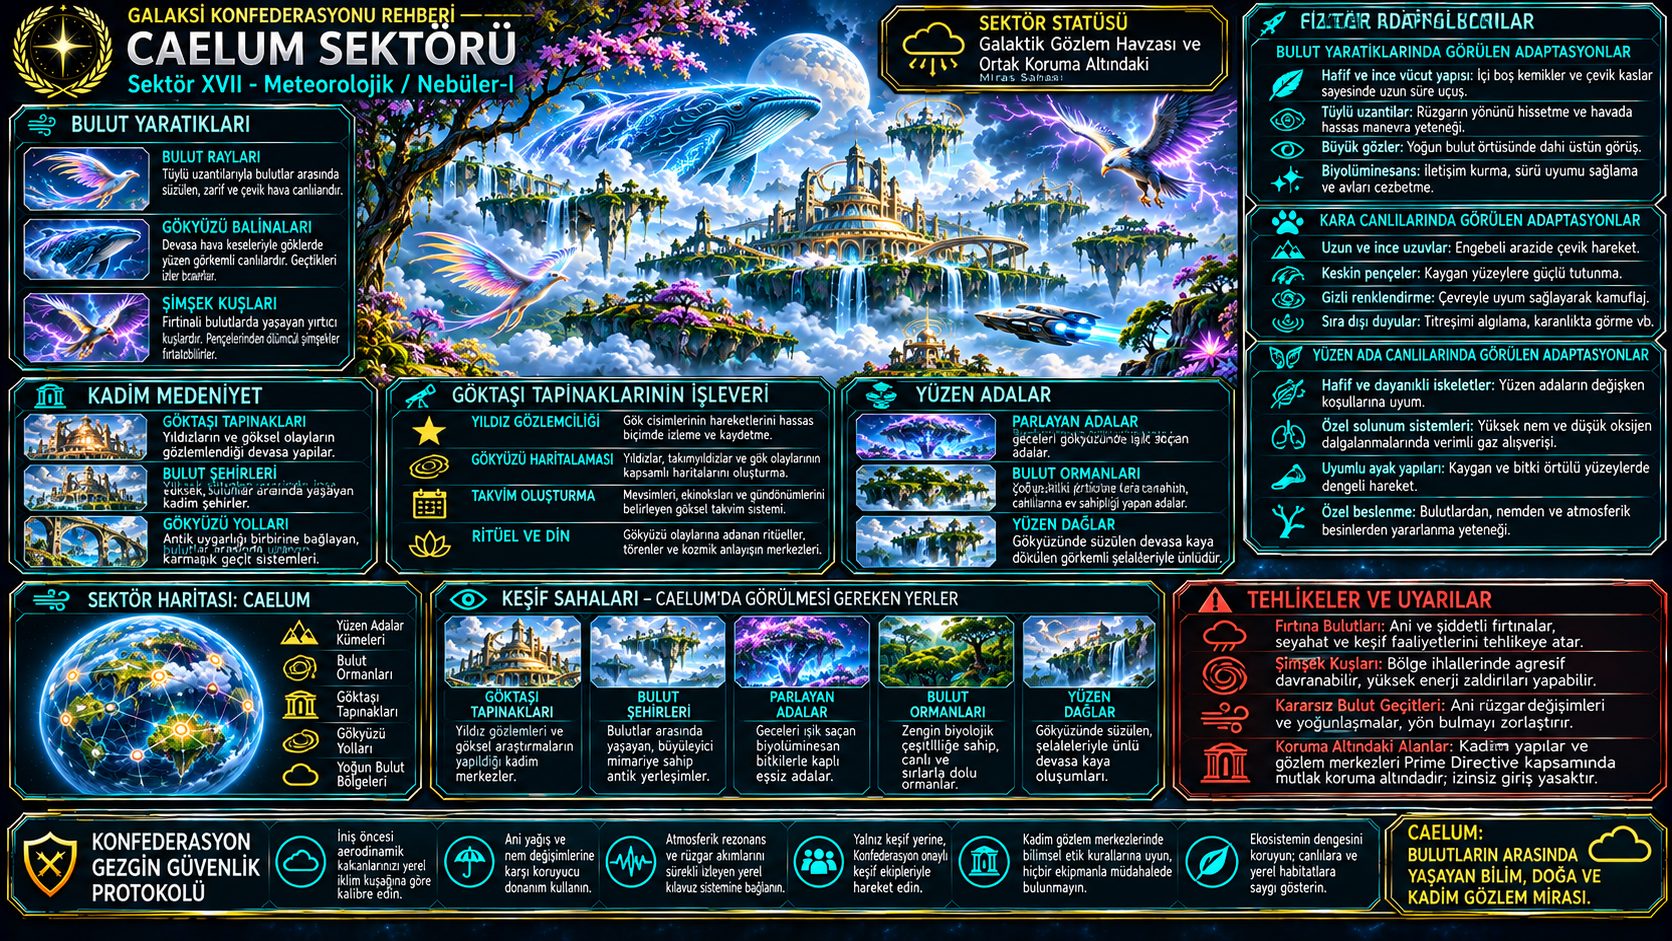 GALAKSİ KONFEDERASYONU REHBERİ
CAELUM SEKTÖRÜ
Sektör XVII - Meteorolojik / Nebüler-I
SEKTÖR STATÜSÜ
Galaktik Gözlem Havzası ve
Ortak Koruma Altındaki
Miras Sahası
BULUT YARATIKLARI
BULUT RAYLARI
Tüylü uzantılarıyla bulutlar arasında
süzülen, zarif ve çevik hava canlılarıdır.
GÖKYÜZÜ BALİNALARI
Devasa hava keseleriyle göklerde
yüzen görkemli canlılardır. Geçtikleri
izler
ŞİMŞEK KUŞLARI
Fırtınalı bulutlarda yaşayan yırtıcı
kuşlardır. Pençelerinden ölümcül şimşekler
KADİM MEDENİYET
GÖKTAŞI TAPINAKLARI
Yıldızların ve göksel olayların
gözlemlendiği devasa yapılar.
BULUT ŞEHİRLERİ
arasında yaşayan
kadim şehirler.
GÖKYÜZÜ YOLLARI
Antik uygarlığı birbirine bağlayan,
karmaşık geçit sistemleri.
GÖKTAŞI TAPINAKLARININ İŞLEVERİ
YILDIZ GÖZLEMCİLİĞİ
Gök cisimlerinin hareketlerini hassas
biçimde izleme ve kaydetme.
GÖKYÜZÜ HARİTALAMASI
Yıldızlar, takımyıldızlar ve gök olaylarının
kapsamlı haritalarını oluşturma.
TAKVİM OLUŞTURMA
Mevsimleri, ekinoksları ve gündönümlerini
belirleyen göksel takvim sistemi.
RİTÜEL VE DİN
Gökyüzü olaylarına adanan ritüeller,
törenler ve kozmik anlayışın merkezleri.
YÜZEN ADALAR
PARLAYAN ADALAR
geceleri gökyüzünde ışık saçan
adalar.
BULUT ORMANLARI
canlılarına ev sahipliği yapan adalar.
YÜZEN DAĞLAR
Gökyüzünde süzülen devasa kaya
dökülen görkemli şelaleleriyle ünlüdür.
BULUT YARATIKLARINDA GÖRÜLEN ADAPTASYONLAR
Hafif ve ince vücut yapısı: İçi boş kemikler ve çevik kaslar
sayesinde uzun süre uçuş.
Tüylü uzantılar: Rüzgarın yönünü hissetme ve havada
hassas manevra yeteneği.
Büyük gözler: Yoğun bulut örtüsünde dahi üstün görüş.
Biyolüminesans: İletişim kurma, sürü uyumu sağlama
ve avları cezbetme.
KARA CANLILARINDA GÖRÜLEN ADAPTASYONLAR
Uzun ve ince uzuvlar: Engebeli arazide çevik hareket.
Keskin pençeler: Kaygan yüzeylere güçlü tutunma.
Gizli renklendirme: Çevreyle uyum sağlayarak kamuflaj.
Sıra dışı duyular: Titreşimi algılama, karanlıkta görme vb.
YÜZEN ADA CANLILARINDA GÖRÜLEN ADAPTASYONLAR
Hafif ve dayanıklı iskeletler: Yüzen adaların değişken
koşullarına uyum.
Özel solunum sistemleri: Yüksek nem ve düşük oksijen
dalgalanmalarında verimli gaz alışverişi.
Uyumlu ayak yapıları: Kaygan ve bitki örtülü yüzeylerde
dengeli hareket.
Özel beslenme: Bulutlardan, nemden ve atmosferik
besinlerden yararlanma yeteneği.
SEKTÖR HARİTASI: CAELUM
Yüzen Adalar
Kümeleri
Bulut
Ormanları
Göktaşı
Tapınakları
Gökyüzü
Yolları
Yoğun Bulut
Bölgeleri
KEŞİF SAHALARI – CAELUM'DA GÖRÜLMESİ GEREKEN YERLER
GÖKTAŞI
TAPINAKLARI
Yıldız gözlemleri ve
göksel araştırmaların
yapıldığı kadim
merkezler.
BULUT
ŞEHİRLERİ
Bulutlar arasında
yaşayan, büyüleyici
mimariye sahip
antik yerleşimler.
PARLAYAN
ADALAR
Geceleri ışık saçan
biyolüminesan
bitkilerle kaplı
eşsiz adalar.
BULUT
ORMANLARI
Zengin biyolojik
çeşitliliğe sahip,
canlı ve
sırlarla dolu
ormanlar.
YÜZEN
DAĞLAR
Gökyüzünde süzülen,
şelaleleriyle ünlü
devasa kaya
oluşumları.
TEHLİKELER VE UYARILAR
Fırtına Bulutları: Ani ve şiddetli fırtınalar,
seyahat ve keşif faaliyetlerini tehlikeye atar.
Şimşek Kuşları: Bölge ihlallerinde agresif
davranabilir, yüksek enerji zaldırıları yapabilir.
Kararsız Bulut Geçitleri: Ani rüzgar değişimleri
ve yoğunlaşmalar, yön bulmayı zorlaştırır.
Koruma Altındaki Alanlar: Kadim yapılar ve
gözlem merkezleri Prime Directive kapsamında
mutlak koruma altındadır; izinsiz giriş yasaktır.
KONFEDERASYON
GEZGİN GÜVENLİK
PROTOKOLÜ
İniş öncesi
aerodinamik
kalkanlarınızı yerel
iklim kuşağına göre
kalibre edin.
Ani yağış ve
nem değişimlerine
karşı koruyucu
donanım kullanın.
Atmosferik rezonans
ve rüzgar akımlarını
sürekli izleyen yerel
kılavuz sistemine bağlanın.
Yalnız keşif yerine,
Konfederasyon onaylı
keşif ekipleriyle
hareket edin.
Kadim gözlem merkezlerinde
bilimsel etik kurallarına uyun,
hiçbir ekipmanla müdahalede
bulunmayın.
Ekosistemin dengesini
koruyun; canlılara ve
yerel habitatlara
saygı gösterin.
CAELUM:
BULUTLARIN ARASINDA
YAŞAYAN BİLİM, DOĞA VE
KADİM GÖZLEM MİRASI.